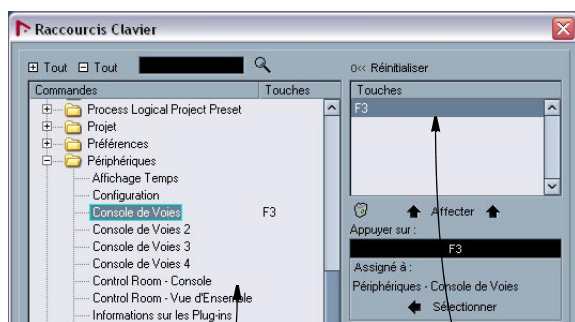 Raccourcis Clavier
Tout Tout
Commandes Touches
Process Logical Project Preset
Projet
Préférences
Périphériques
Affichage Temps
Configuration
Console de Voies F3
Console de Voies 2
Console de Voies 3
Console de Voies 4
Control Room - Console
Control Room - Vue d'Ensemble
Informations sur les Plug-ins
Réinitialiser
Touches
F3
Affecter
Appuyer sur :
F3
Assigné à :
Périphériques - Console de Voies
Sélectionner